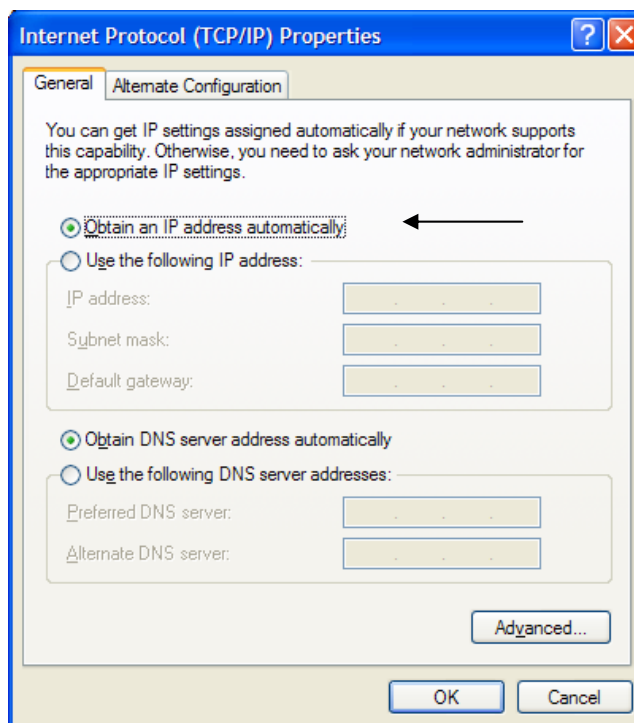 Internet Protocol (TCP/IP) Properties
General
Alternate Configuration
You can get IP settings assigned automatically if your network supports
this capability. Otherwise, you need to ask your network administrator for
the appropriate IP settings.
Obtain an IP address automatically
Use the following IP address:
IP address:
Subnet mask:
Default gateway:
Obtain DNS server address automatically
Use the following DNS server addresses:
Preferred DNS server:
Alternate DNS server:
Advanced...
OK
Cancel